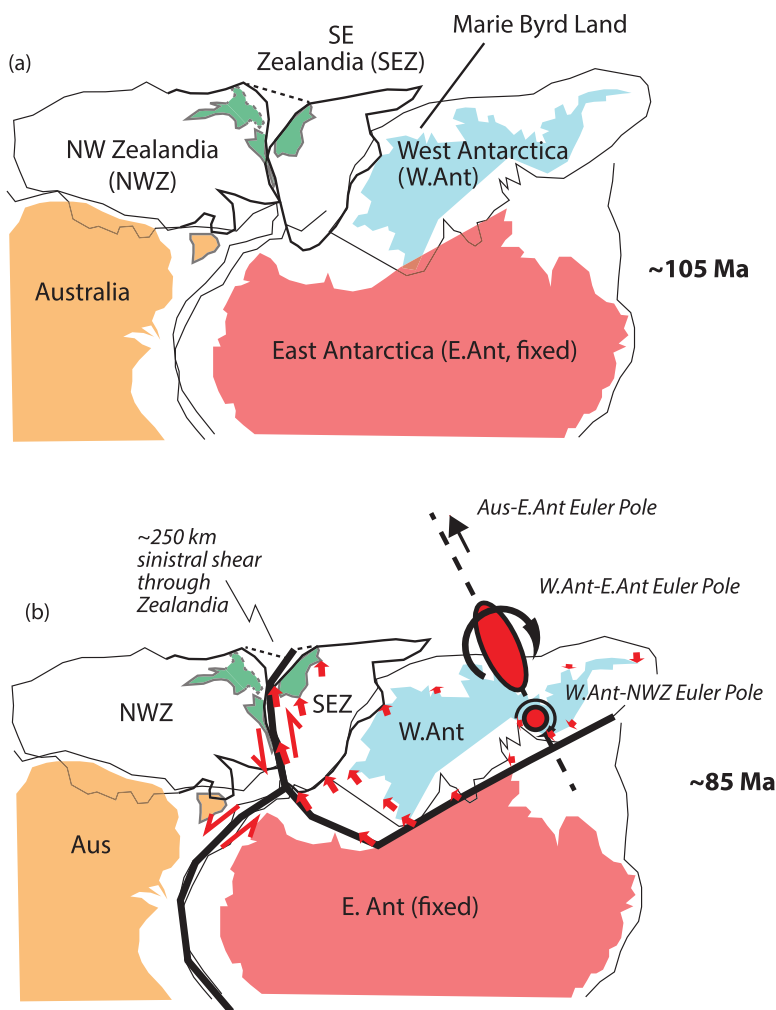 (a)
SE
Zealandia (SEZ)
Marie Byrd Land
NW Zealandia
(NWZ)
West Antarctica
(W.Ant)
Australia
~105 Ma
East Antarctica (E.Ant, fixed)
Aus-E.Ant Euler Pole
~250 km
sinistral shear
through
Zealandia
W.Ant-E.Ant Euler Pole
(b)
W.Ant-NWZ Euler Pole
NWZ
SEZ
W.Ant
~85 Ma
Aus
E. Ant (fixed)